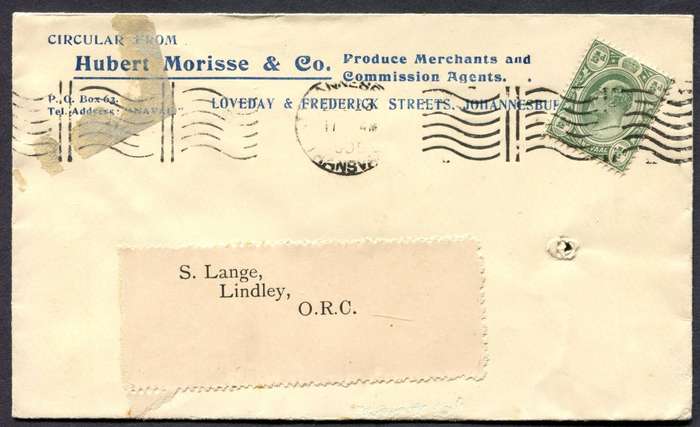 CIRCULAR FROM
Hubert Morisse & Co. Produce Merchants and
Commission Agents.
P.O. Box 63.
Tel. Address:
LOVEDAY & FREDERICK STREETS. JOHANNESBUR
S. Lange,
Lindley,
O.R.C.